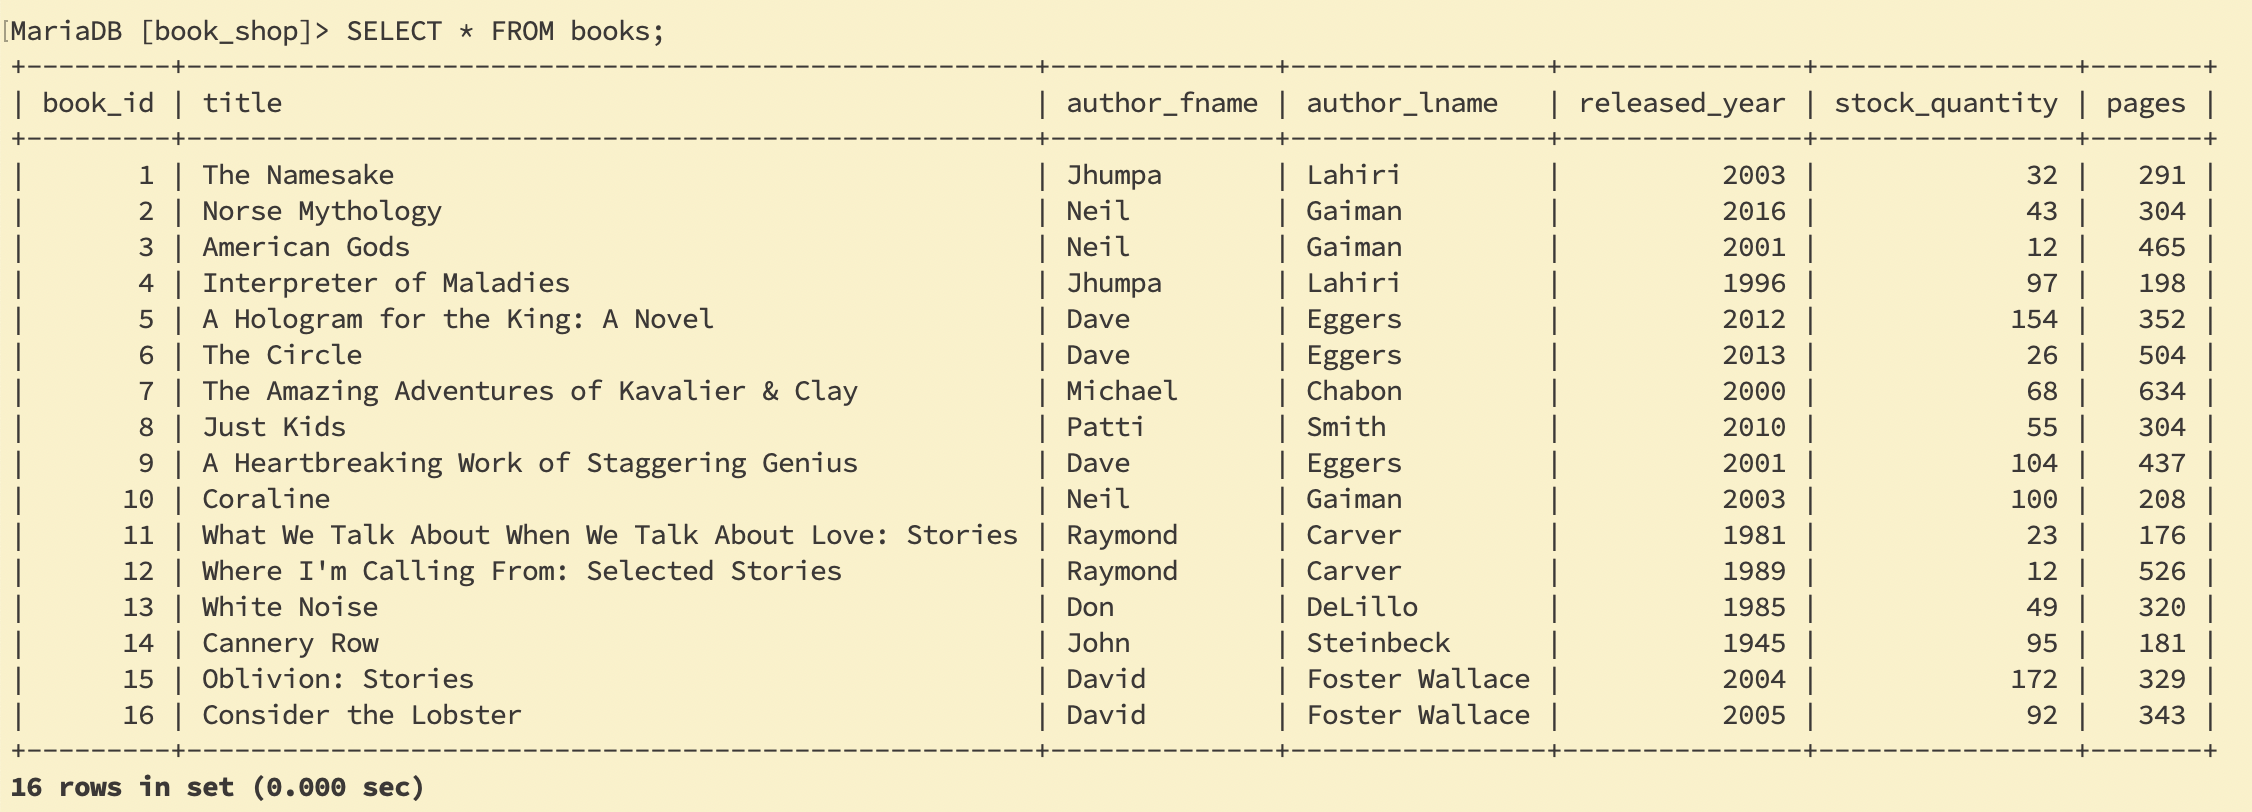 [MariaDB [book_shop]> SELECT * FROM books;
+---------+-----------------------------------------------------+--------------+----------------+---------------+----------------+-------+
| book_id | title                                               | author_fname | author_lname   | released_year | stock_quantity | pages |
+---------+-----------------------------------------------------+--------------+----------------+---------------+----------------+-------+
|       1 | The Namesake                                        | Jhumpa       | Lahiri         |          2003 |             32 |   291 |
|       2 | Norse Mythology                                     | Neil         | Gaiman         |          2016 |             43 |   304 |
|       3 | American Gods                                       | Neil         | Gaiman         |          2001 |             12 |   465 |
|       4 | Interpreter of Maladies                             | Jhumpa       | Lahiri         |          1996 |             97 |   198 |
|       5 | A Hologram for the King: A Novel                    | Dave         | Eggers         |          2012 |            154 |   352 |
|       6 | The Circle                                          | Dave         | Eggers         |          2013 |             26 |   504 |
|       7 | The Amazing Adventures of Kavalier & Clay           | Michael      | Chabon         |          2000 |             68 |   634 |
|       8 | Just Kids                                           | Patti        | Smith          |          2010 |             55 |   304 |
|       9 | A Heartbreaking Work of Staggering Genius           | Dave         | Eggers         |          2001 |            104 |   437 |
|      10 | Coraline                                            | Neil         | Gaiman         |          2003 |            100 |   208 |
|      11 | What We Talk About When We Talk About Love: Stories | Raymond      | Carver         |          1981 |             23 |   176 |
|      12 | Where I'm Calling From: Selected Stories            | Raymond      | Carver         |          1989 |             12 |   526 |
|      13 | White Noise                                         | Don          | DeLillo        |          1985 |             49 |   320 |
|      14 | Cannery Row                                         | John         | Steinbeck      |          1945 |             95 |   181 |
|      15 | Oblivion: Stories                                   | David        | Foster Wallace |          2004 |            172 |   329 |
|      16 | Consider the Lobster                                | David        | Foster Wallace |          2005 |             92 |   343 |
+---------+-----------------------------------------------------+--------------+----------------+---------------+----------------+-------+
16 rows in set (0.000 sec)